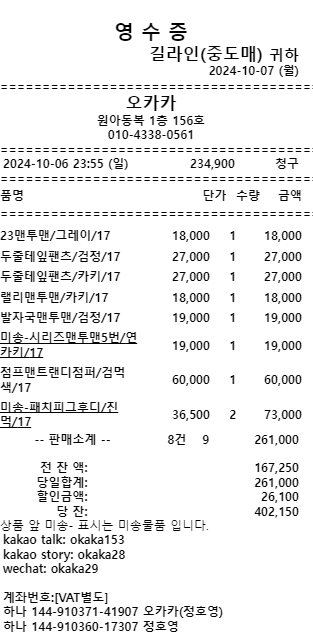 영 수 증
길라인(중도매) 귀하
2024-10-07 (월)
================================
오카카
원아동복 1층 156호
010-4338-0561
================================
2024-10-06 23:55 (일) 234,900 청구
================================
품명 단가 수량 금액
================================
23맨투맨/그레이/17 18,000 1 18,000
두줄테잎팬츠/검정/17 27,000 1 27,000
두줄테잎팬츠/카키/17 27,000 1 27,000
랠리맨투맨/카키/17 18,000 1 18,000
발자국맨투맨/검정/17 19,000 1 19,000
미송-시리즈맨투맨5번/연
카키/17 19,000 1 19,000
점프맨트랜디점퍼/검먹
색/17 60,000 1 60,000
미송-패치피그후디/진
먹/17 36,500 2 73,000
-- 판매소계 -- 8건 9 261,000
전 잔 액: 167,250
당일합계: 261,000
할인금액: 26,100
당 잔: 402,150
상품 앞 미송- 표시는 미송물품 입니다.
kakao talk: okaka153
kakao story: okaka28
wechat: okaka29
계좌번호:[VAT별도]
하나 144-910371-41907 오카카(정호영)
하나 144-910360-17307 정호영